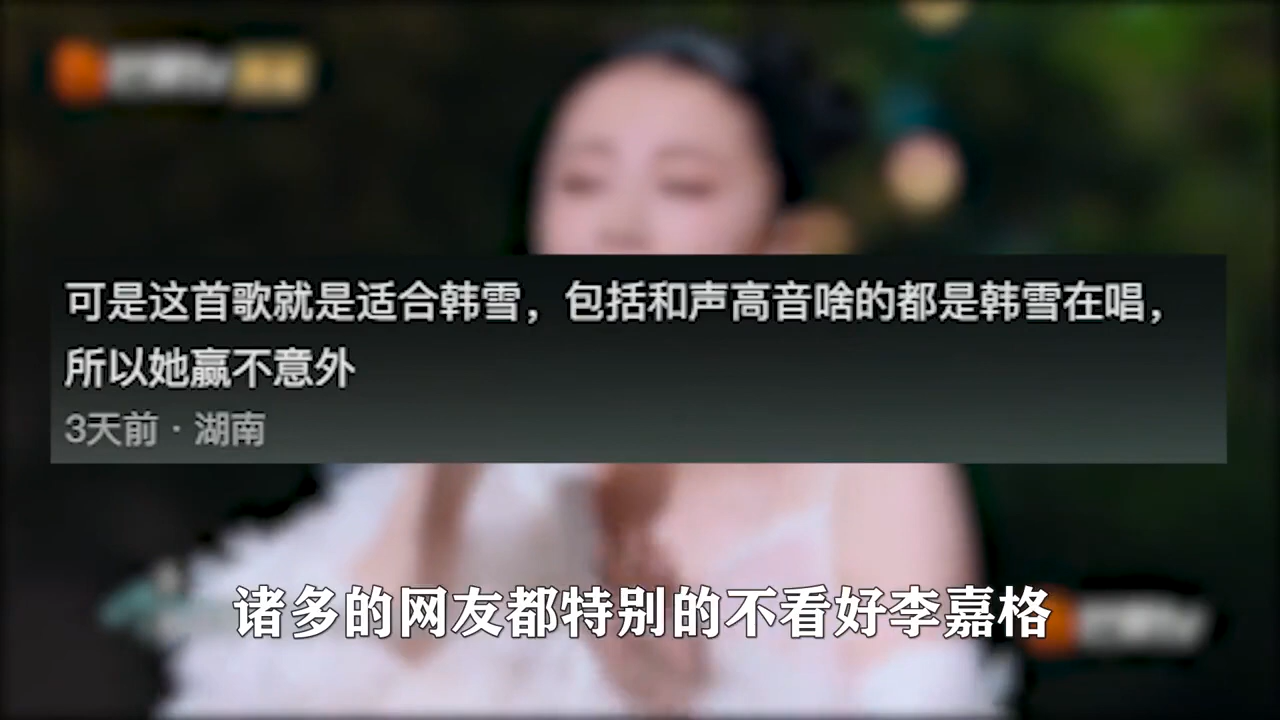 可是这首歌就是适合韩雪，包括和声高音啥的都是韩雪在唱，
所以她赢不意外
3天前 · 湖南
诸多的网友都特别的不看好李嘉格